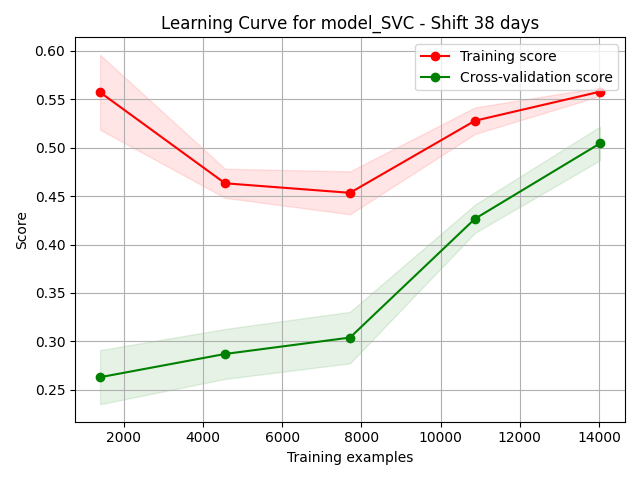 Learning Curve for model_SVC - Shift 38 days
Training score
Cross-validation score
0.60
0.55
0.50
0.45
0.40
0.35
0.30
0.25
Score
2000 4000 6000 8000 10000 12000 14000
Training examples